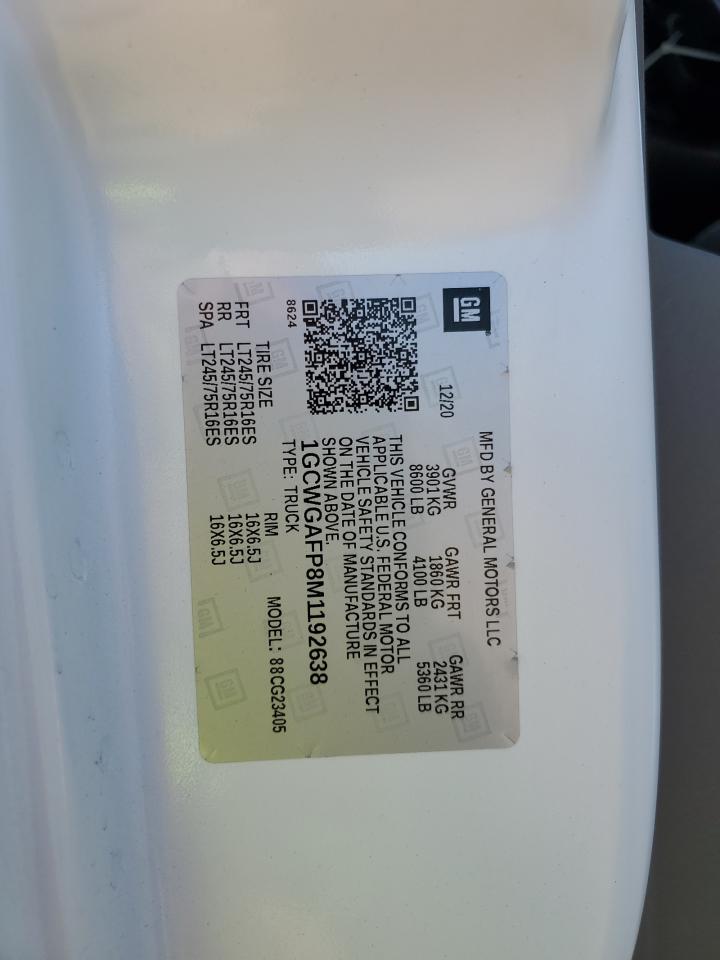 GM
MFD BY GENERAL MOTORS LLC
12/20
GVWR GAWR FRT GAWR RR
3901 KG 1860 KG 2431 KG
8600 LB 4100 LB 5360 LB
THIS VEHICLE CONFORMS TO ALL
APPLICABLE U.S. FEDERAL MOTOR
VEHICLE SAFETY STANDARDS IN EFFECT
ON THE DATE OF MANUFACTURE
SHOWN ABOVE.
1GCWGAFP8M1192638
8624 TYPE: TRUCK MODEL: 88CG23405
TIRE SIZE RIM
FRT LT245/75R16ES 16X6.5J
RR LT245/75R16ES 16X6.5J
SPA LT245/75R16ES 16X6.5J